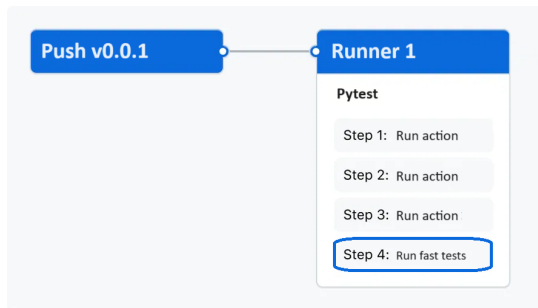 Push v0.0.1
Runner 1
Pytest
Step 1: Run action
Step 2: Run action
Step 3: Run action
Step 4: Run fast tests